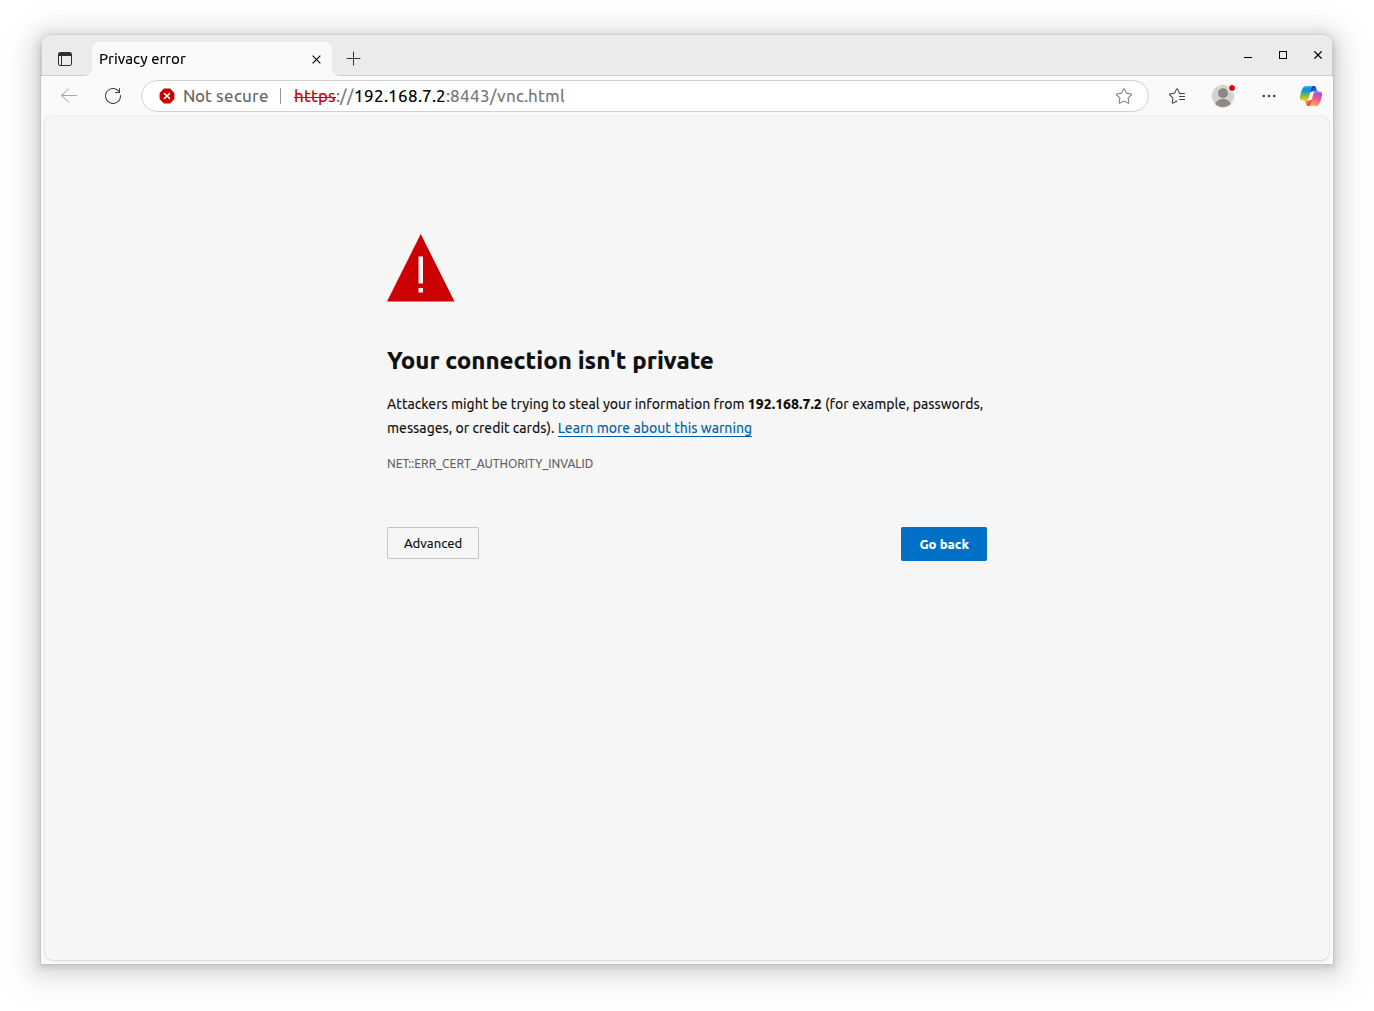 Privacy error
Not secure https://192.168.7.2:8443/vnc.html
Your connection isn't private
Attackers might be trying to steal your information from 192.168.7.2 (for example, passwords,
messages, or credit cards). Learn more about this warning
NET::ERR_CERT_AUTHORITY_INVALID
Advanced
Go back